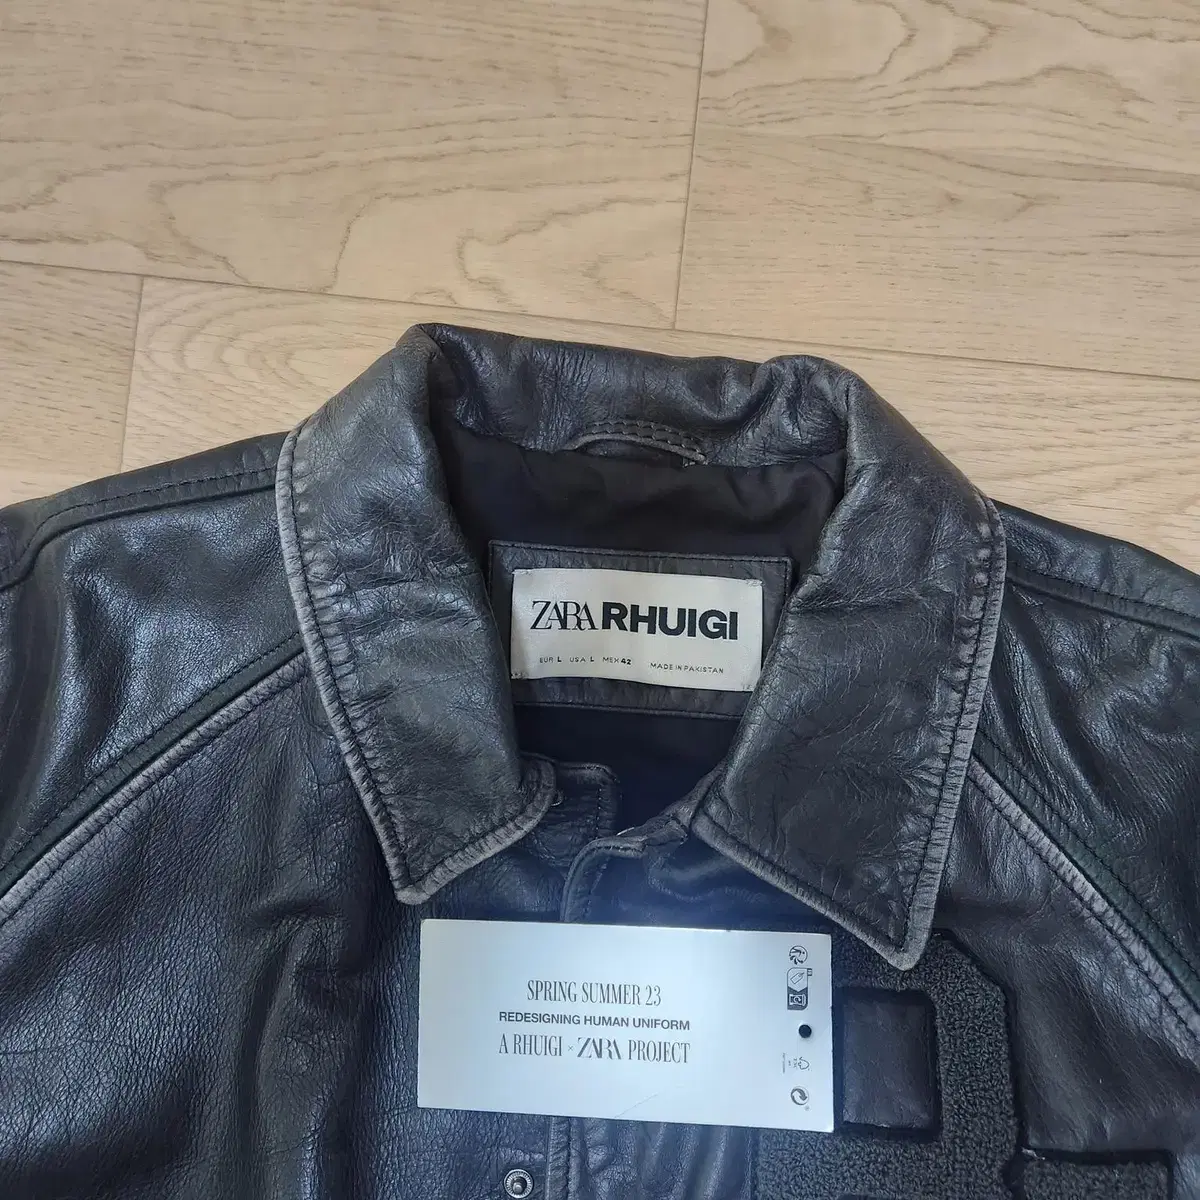 ZARA RHUIGI
EUR L USA L MEX 42 MADE IN PAKISTAN
SPRING SUMMER 23
REDESIGNING HUMAN UNIFORM
A RHUIGI × ZARA PROJECT